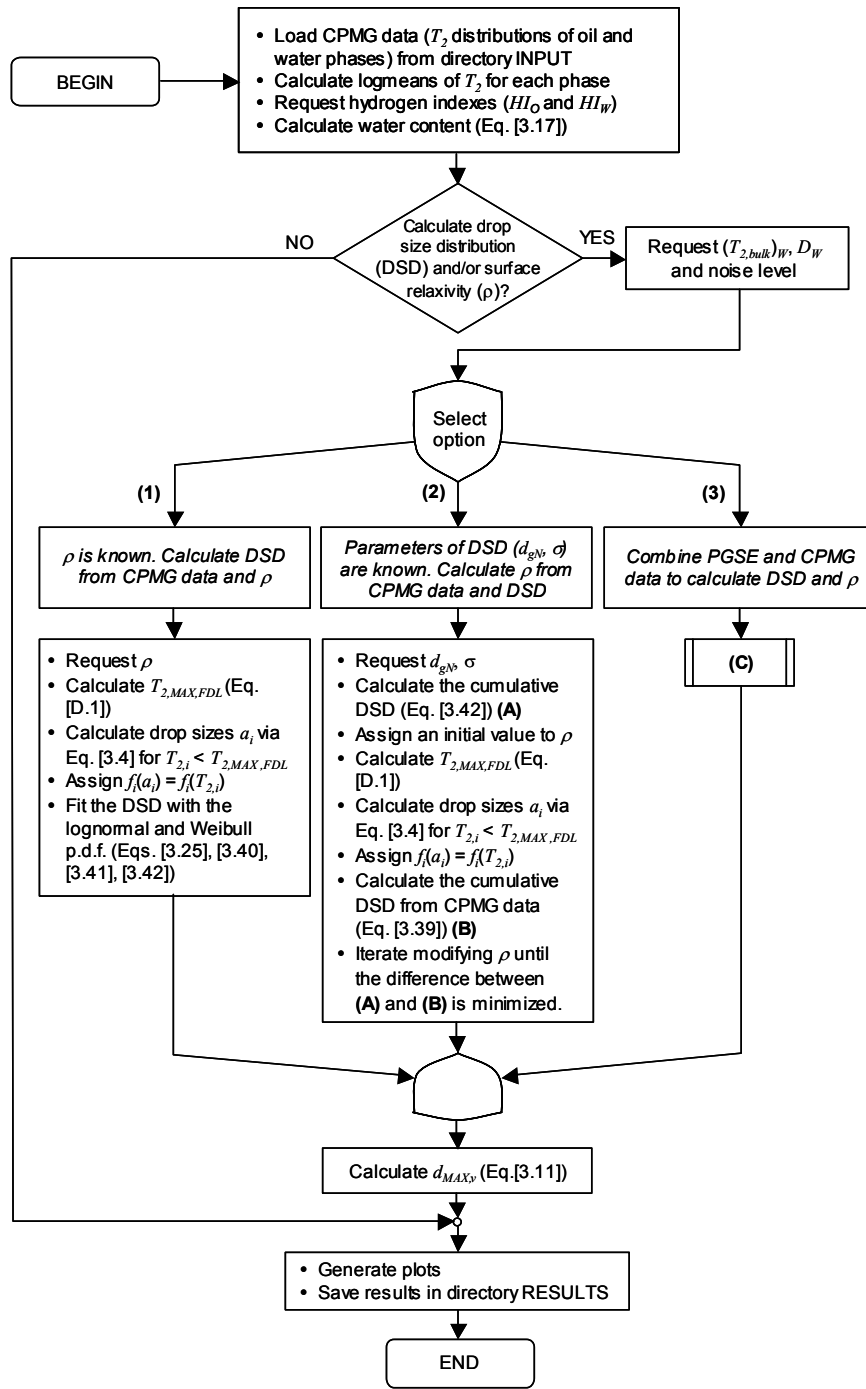 BEGIN
• Load CPMG data (T2 distributions of oil and
water phases) from directory INPUT
• Calculate logmeans of T2 for each phase
• Request hydrogen indexes (HIO and HIW)
• Calculate water content (Eq. [3.17])
Calculate drop
size distribution
(DSD) and/or surface
relaxivity (ρ)?
NO
YES
Request (T2,bulk)W, DW
and noise level
Select
option
(1)
(2)
(3)
ρ is known. Calculate DSD
from CPMG data and ρ
Parameters of DSD (dgN, σ)
are known. Calculate ρ from
CPMG data and DSD
Combine PGSE and CPMG
data to calculate DSD and ρ
• Request ρ
• Calculate T2,MAX,FDL (Eq.
[D.1])
• Calculate drop sizes ai via
Eq. [3.4] for T2,i < T2,MAX,FDL
• Assign fi(ai) = fi(T2,i)
• Fit the DSD with the
lognormal and Weibull
p.d.f. (Eqs. [3.25], [3.40],
[3.41], [3.42])
• Request dgN, σ
• Calculate the cumulative
DSD (Eq. [3.42]) (A)
• Assign an initial value to ρ
• Calculate T2,MAX,FDL (Eq.
[D.1])
• Calculate drop sizes ai via
Eq. [3.4] for T2,i < T2,MAX,FDL
• Assign fi(ai) = fi(T2,i)
• Calculate the cumulative
DSD from CPMG data
(Eq. [3.39]) (B)
• Iterate modifying ρ until
the difference between
(A) and (B) is minimized.
(C)
Calculate dMAX,v (Eq.[3.11])
• Generate plots
• Save results in directory RESULTS
END